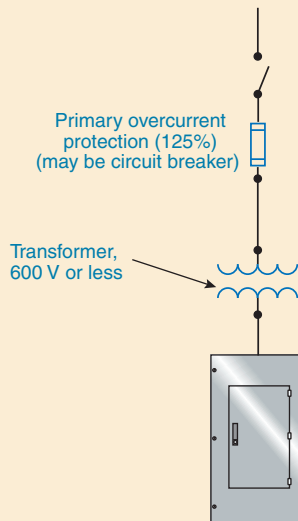 Primary overcurrent
protection (125%)
(may be circuit breaker)
Transformer,
600 V or less